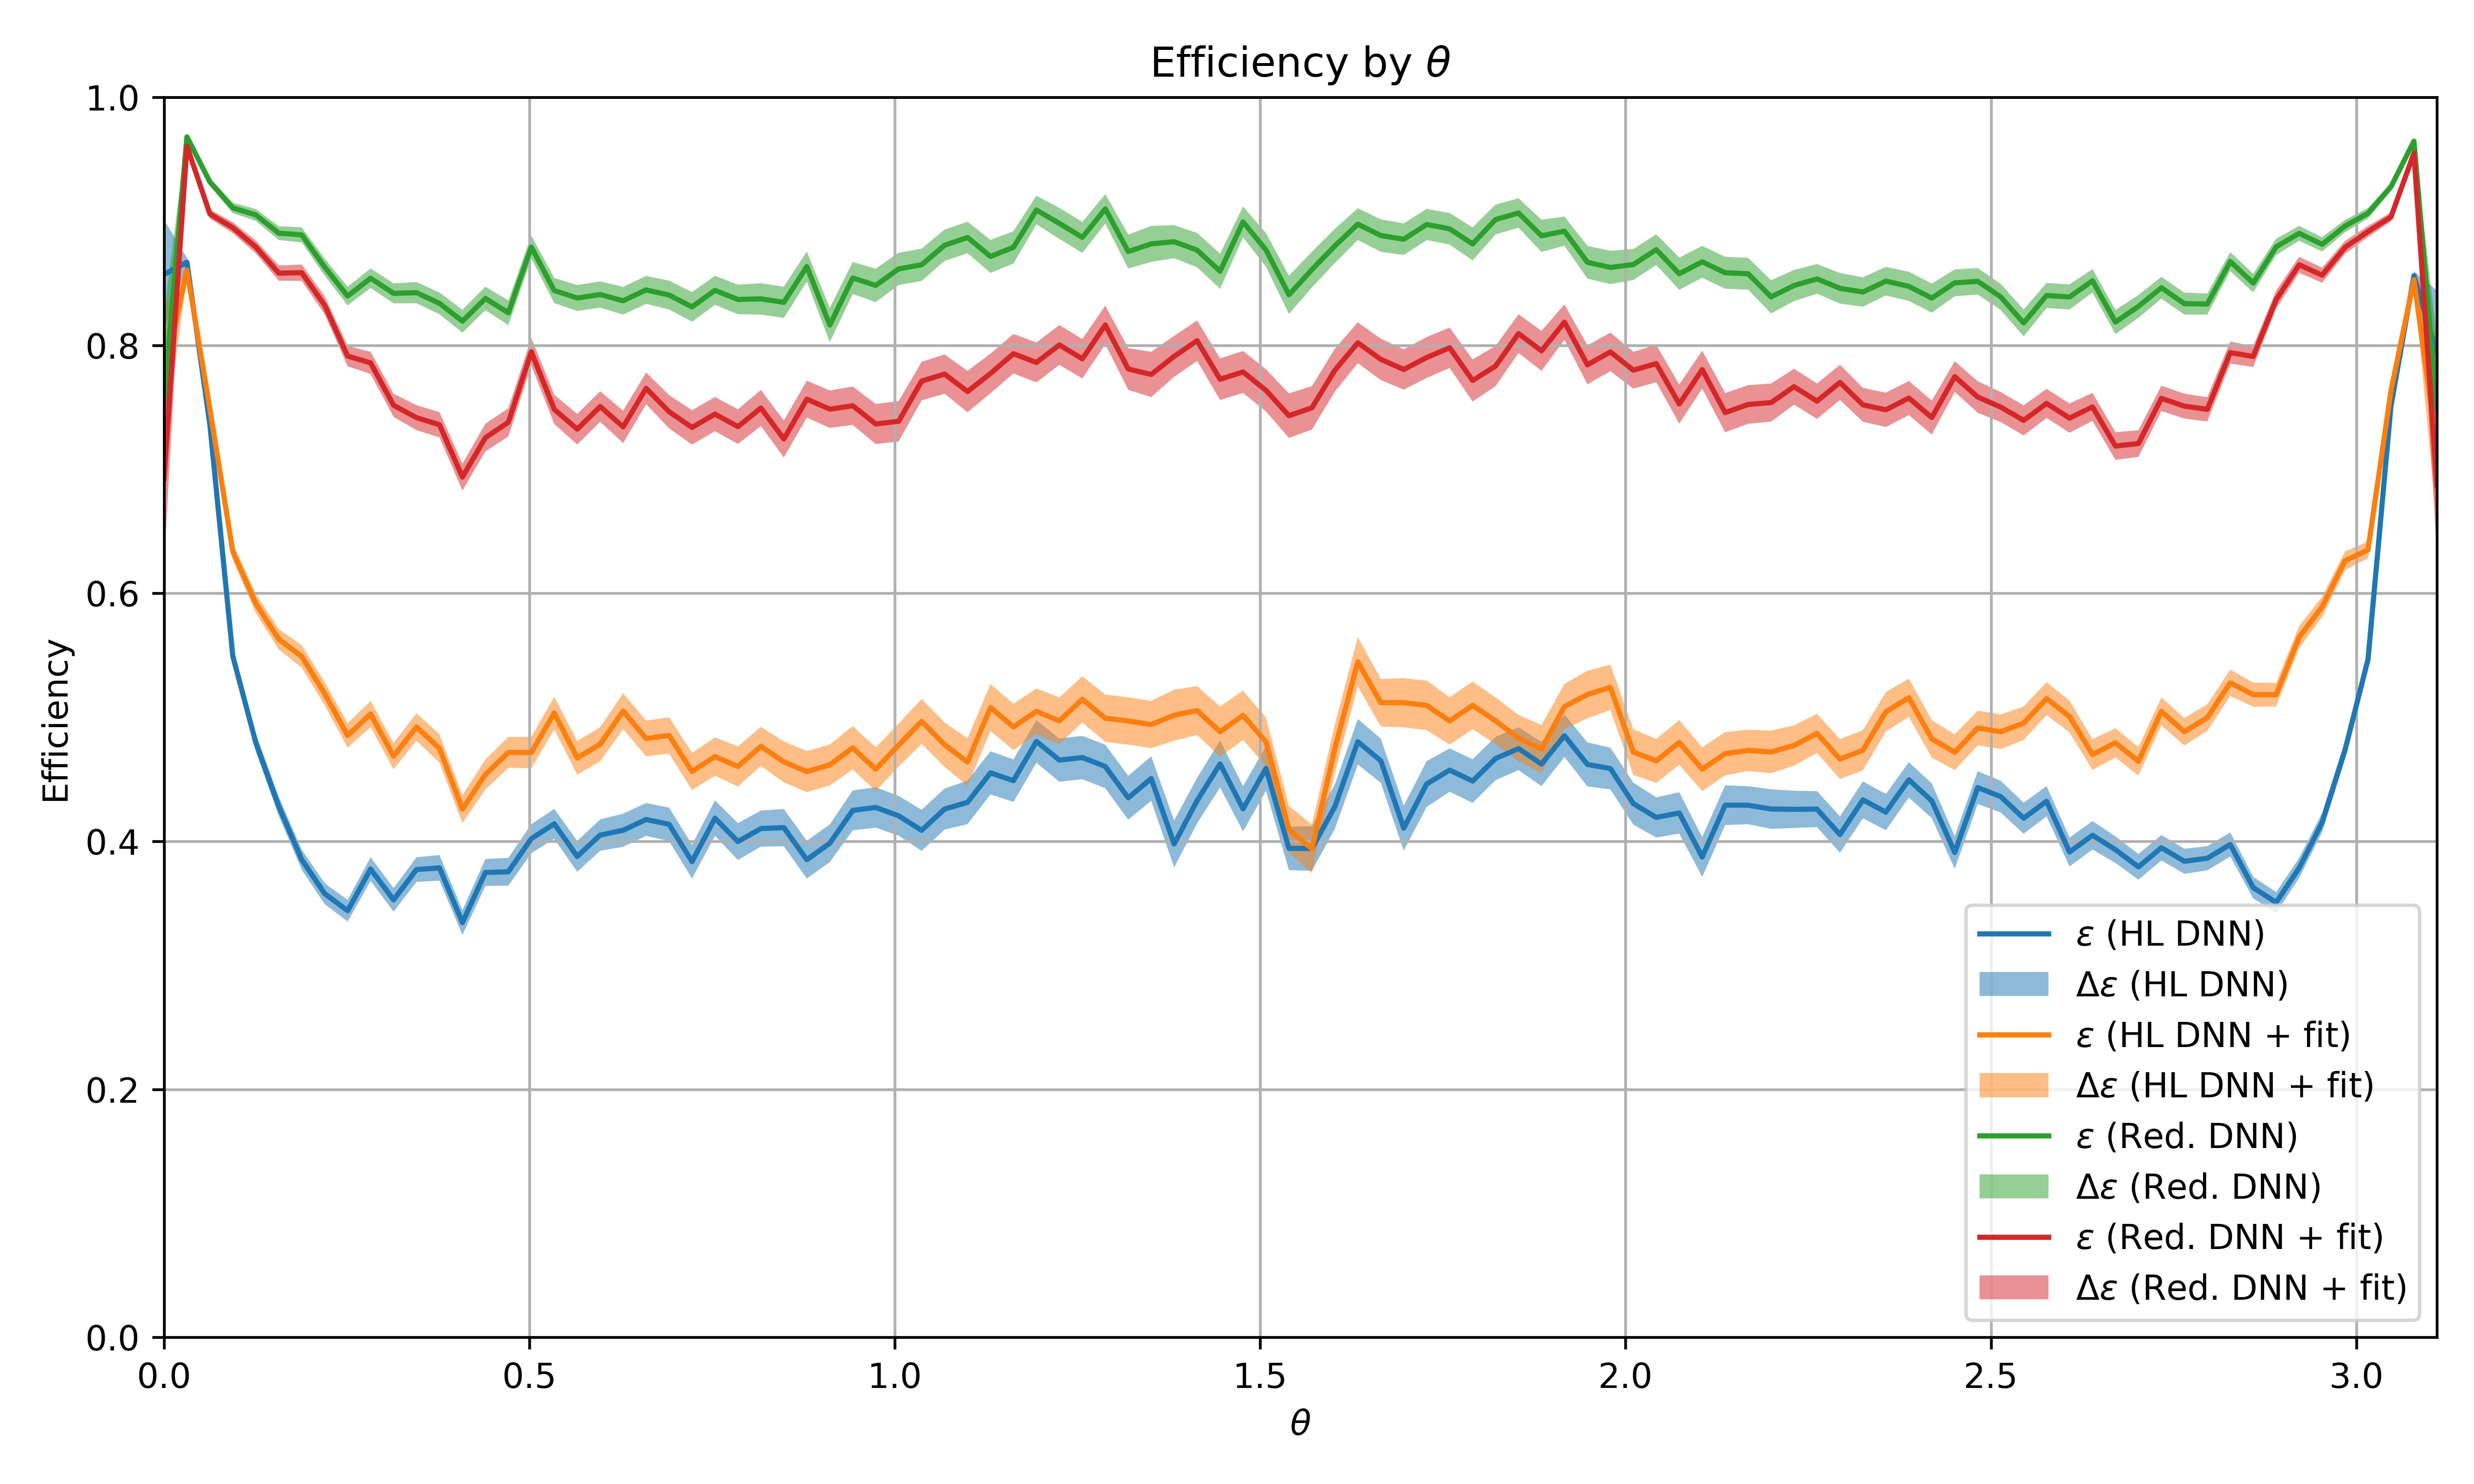 Efficiency by θ
Efficiency
1.0
0.8
0.6
0.4
0.2
0.0
0.0 0.5 1.0 1.5 2.0 2.5 3.0
θ
ε (HL DNN)
Δε (HL DNN)
ε (HL DNN + fit)
Δε (HL DNN + fit)
ε (Red. DNN)
Δε (Red. DNN)
ε (Red. DNN + fit)
Δε (Red. DNN + fit)